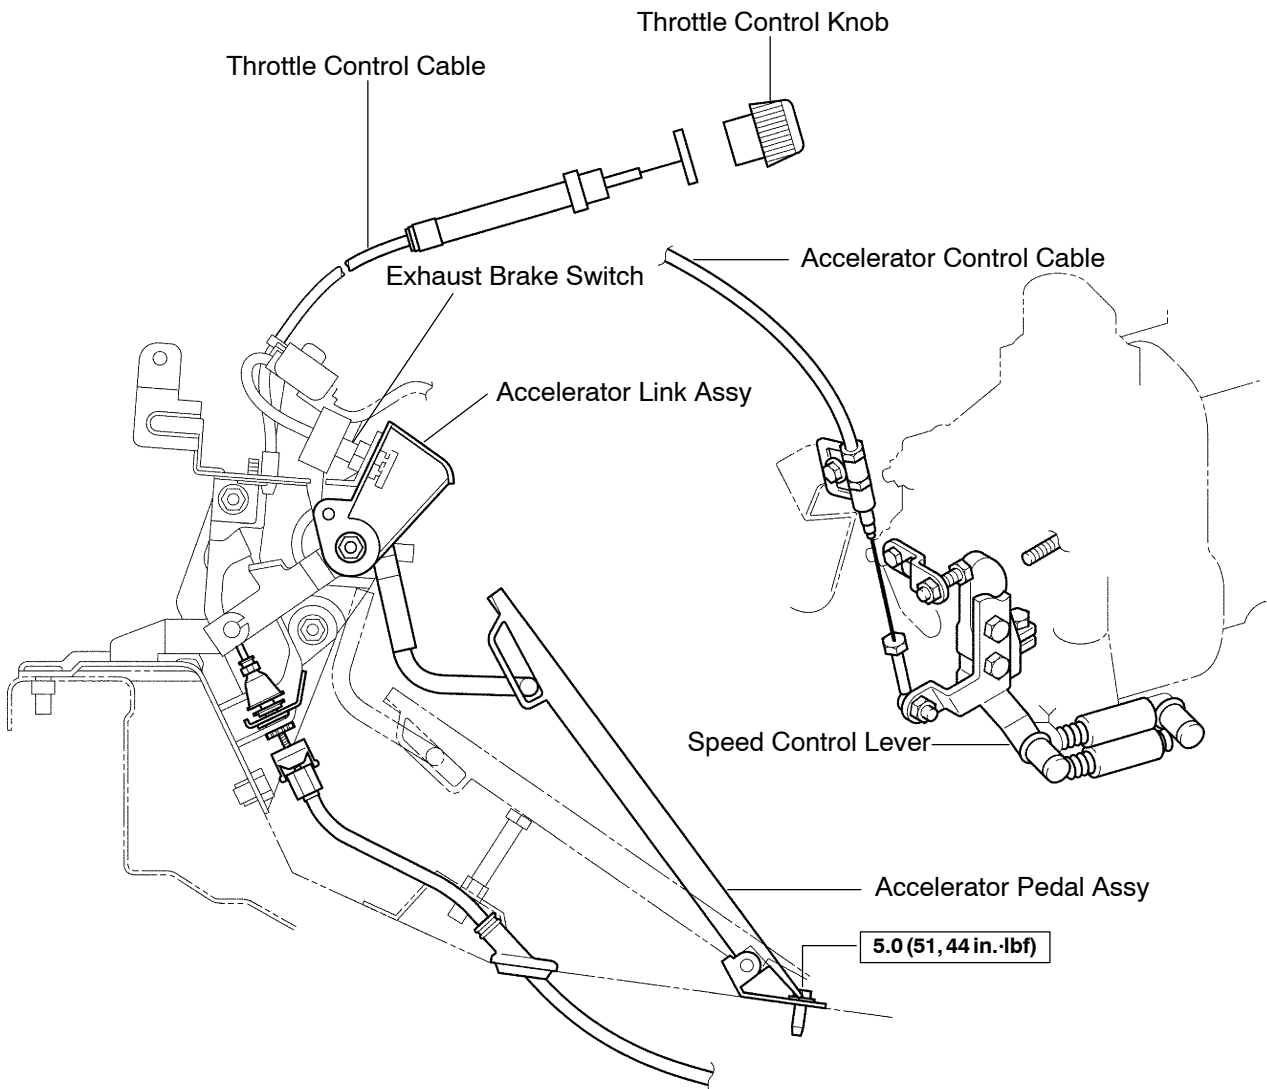 Throttle Control Knob
Throttle Control Cable
Accelerator Control Cable
Exhaust Brake Switch
Accelerator Link Assy
Speed Control Lever
Accelerator Pedal Assy
5.0 (51, 44 in.·lbf)